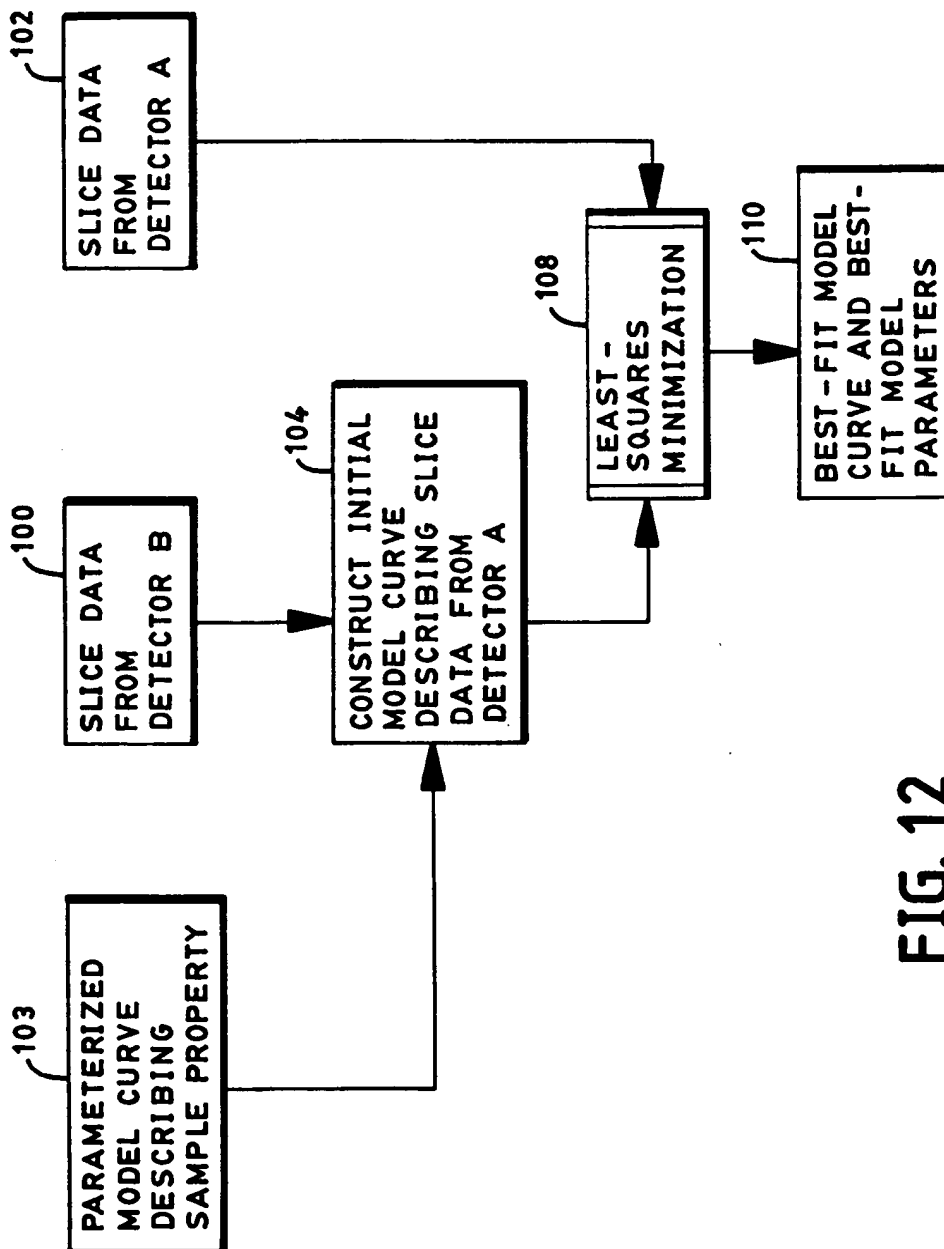 102
SLICE DATA
FROM
DETECTOR A
100
SLICE DATA
FROM
DETECTOR B
103
PARAMETERIZED
MODEL CURVE
DESCRIBING
SAMPLE PROPERTY
104
CONSTRUCT INITIAL
MODEL CURVE
DESCRIBING SLICE
DATA FROM
DETECTOR A
108
LEAST-
SQUARES
MINIMIZATION
110
BEST-FIT MODEL
CURVE AND BEST-
FIT MODEL
PARAMETERS
FIG. 12